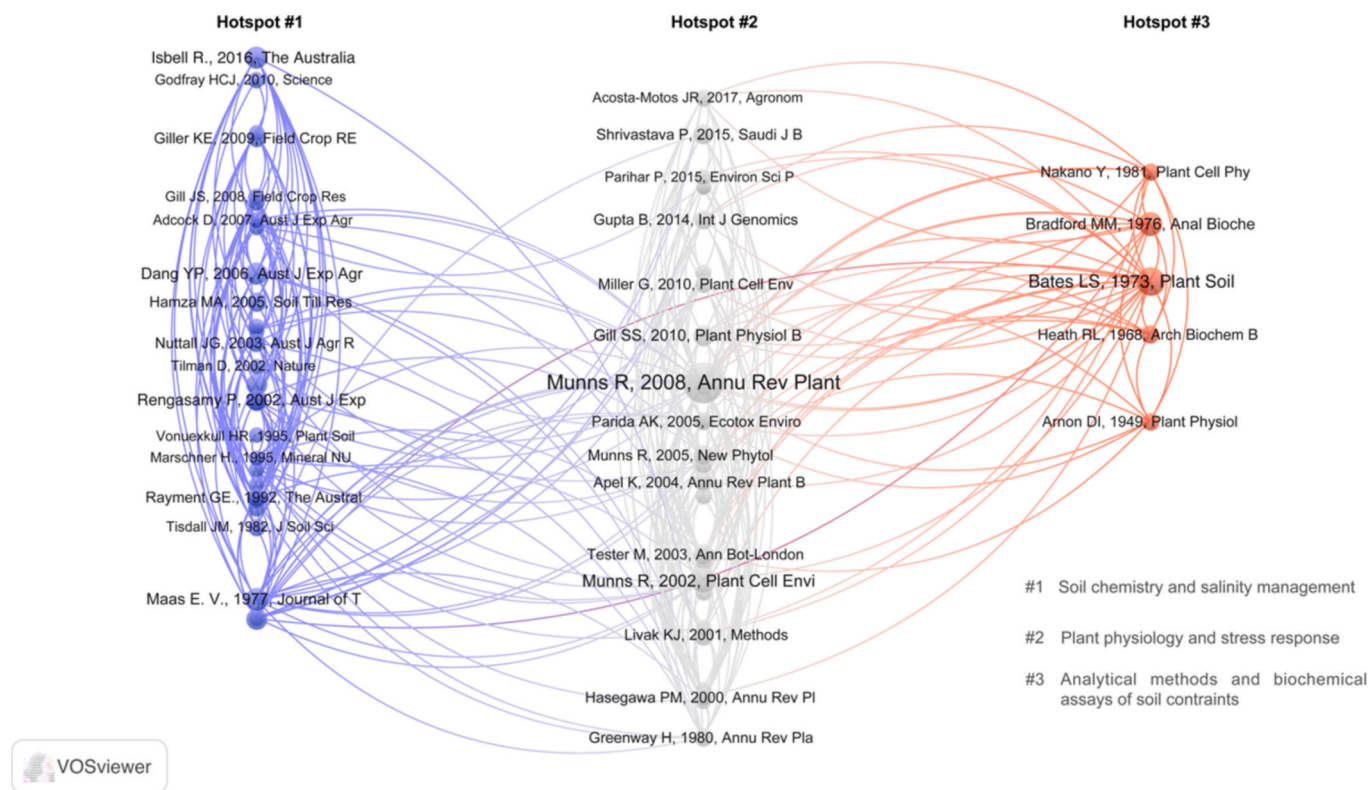 Hotspot #1
Isbell R., 2016, The Australia
Godfray HCJ, 2010, Science
Giller KE, 2009, Field Crop RE
Gill JS, 2008, Field Crop Res
Adcock D, 2007, Aust J Exp Agr
Dang YP, 2006, Aust J Exp Agr
Hamza MA, 2005, Soil Till Res
Nuttall JG, 2003, Aust J Agr R
Tilman D, 2002, Nature
Rengasamy P, 2002, Aust J Exp
Vonuexkull HR, 1995, Plant Soil
Marschner H., 1995, Mineral NU
Rayment GE., 1992, The Austral
Tisdall JM, 1982, J Soil Sci
Maas E. V., 1977, Journal of T
Hotspot #2
Acosta-Motos JR, 2017, Agronom
Shrivastava P, 2015, Saudi J B
Parihar P, 2015, Environ Sci P
Gupta B, 2014, Int J Genomics
Miller G, 2010, Plant Cell Env
Gill SS, 2010, Plant Physiol B
Munns R, 2008, Annu Rev Plant
Parida AK, 2005, Ecotox Enviro
Munns R, 2005, New Phytol
Apel K, 2004, Annu Rev Plant B
Tester M, 2003, Ann Bot-London
Munns R, 2002, Plant Cell Envi
Livak KJ, 2001, Methods
Hasegawa PM, 2000, Annu Rev Pl
Greenway H, 1980, Annu Rev Pla
Hotspot #3
Nakano Y, 1981, Plant Cell Phy
Bradford MM, 1976, Anal Bioche
Bates LS, 1973, Plant Soil
Heath RL, 1968, Arch Biochem B
Arnon DI, 1949, Plant Physiol
#1 Soil chemistry and salinity management
#2 Plant physiology and stress response
#3 Analytical methods and biochemical
assays of soil contraints
VOSviewer